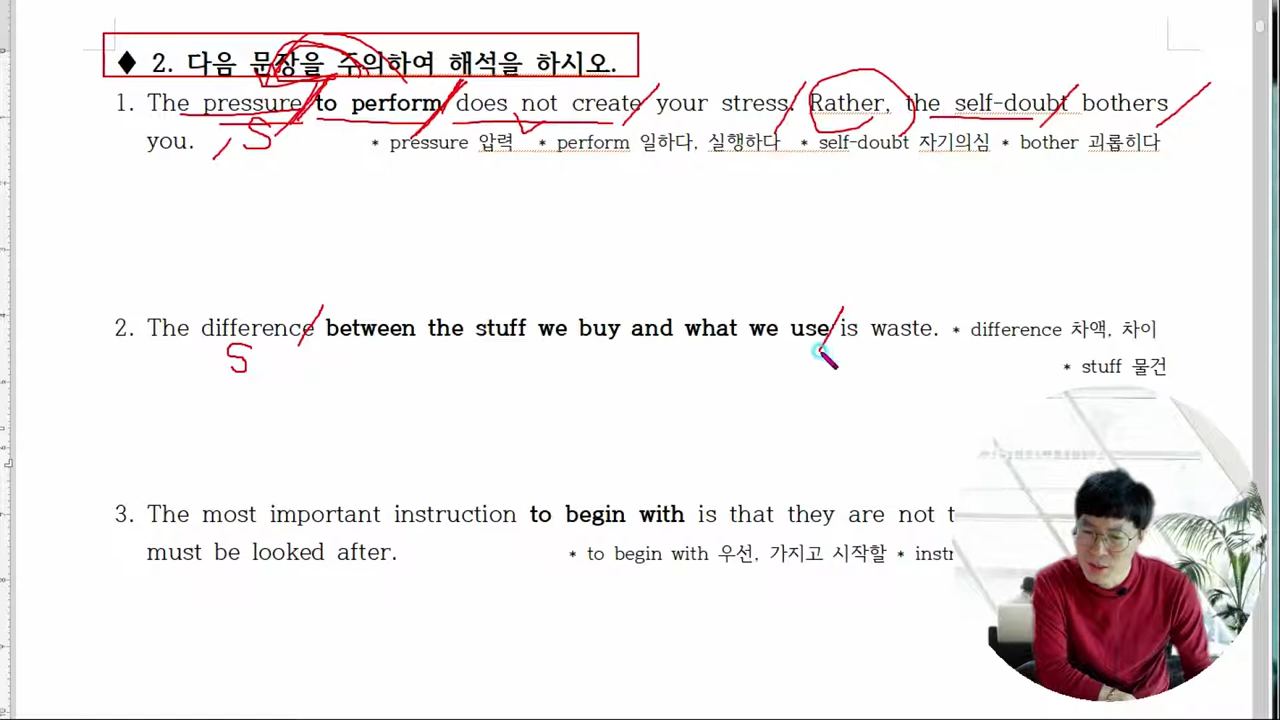 ◆ 2. 다음 문장을 주의하여 해석을 하시오.
1. The pressure to perform does not create your stress. Rather, the self-doubt bothers
you. * pressure 압력 * perform 일하다, 실행하다 * self-doubt 자기의심 * bother 괴롭히다
, S
2. The difference between the stuff we buy and what we use is waste. * difference 차액, 차이
S
* stuff 물건
3. The most important instruction to begin with is that they are not
must be looked after. * to begin with 우선, 가지고 시작할 *